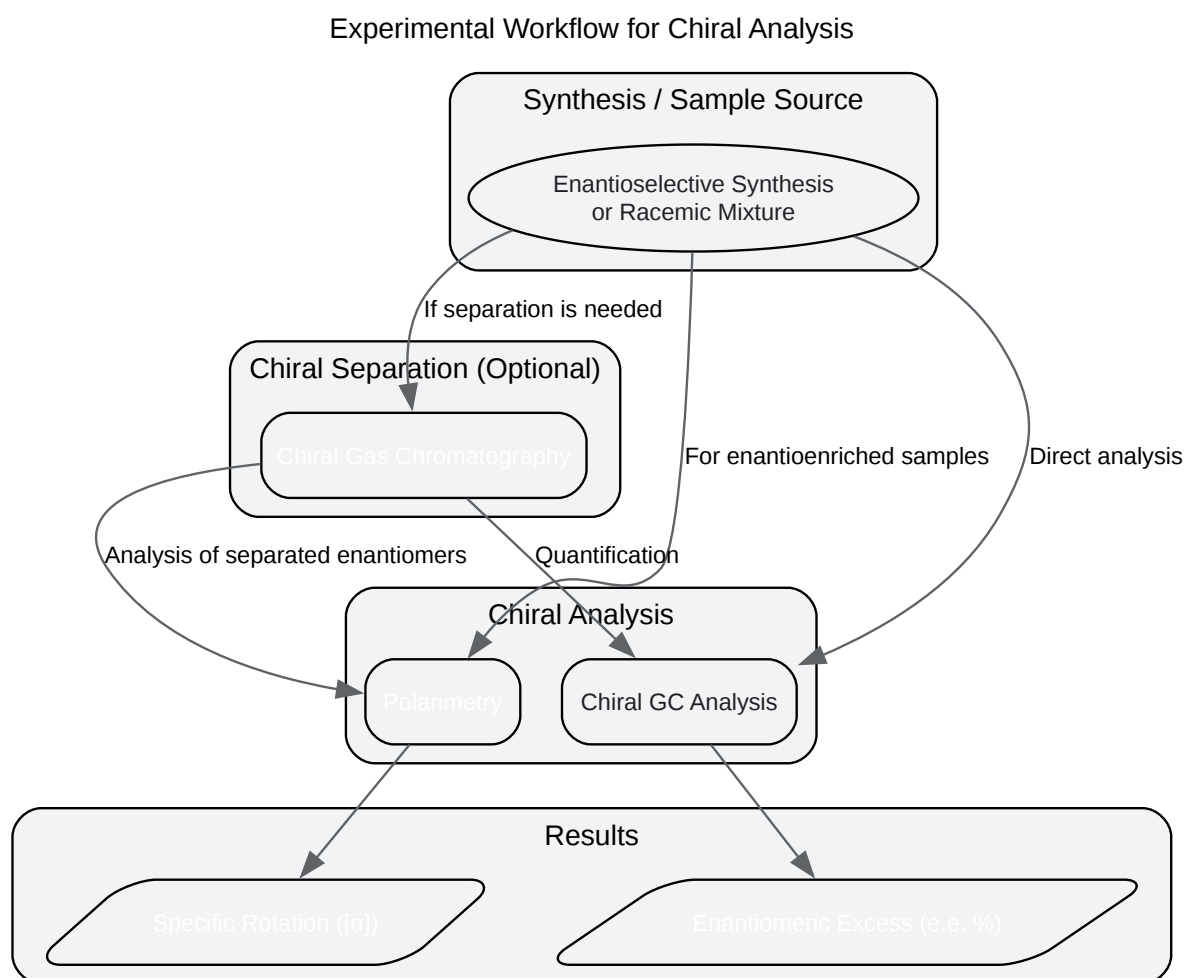 Experimental Workflow for Chiral Analysis
Synthesis / Sample Source
Enantioselective Synthesis
or Racemic Mixture
If separation is needed
Chiral Separation (Optional)
Chiral Gas Chromatography
For enantioenriched samples
Direct analysis
Analysis of separated enantiomers
Quantification
Chiral Analysis
Polarimetry
Chiral GC Analysis
Results
Specific Rotation ([α])
Enantiomeric Excess (e.e. %)